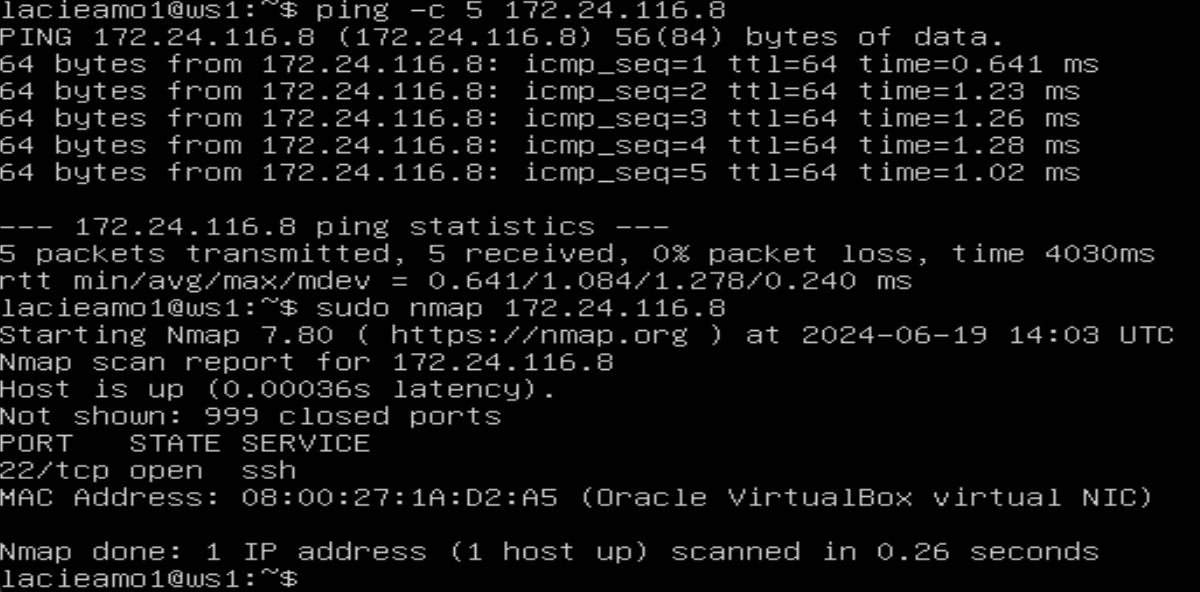 lacieamo1@ws1:~$ ping -c 5 172.24.116.8
PING 172.24.116.8 (172.24.116.8) 56(84) bytes of data.
64 bytes from 172.24.116.8: icmp_seq=1 ttl=64 time=0.641 ms
64 bytes from 172.24.116.8: icmp_seq=2 ttl=64 time=1.23 ms
64 bytes from 172.24.116.8: icmp_seq=3 ttl=64 time=1.26 ms
64 bytes from 172.24.116.8: icmp_seq=4 ttl=64 time=1.28 ms
64 bytes from 172.24.116.8: icmp_seq=5 ttl=64 time=1.02 ms
--- 172.24.116.8 ping statistics ---
5 packets transmitted, 5 received, 0% packet loss, time 4030ms
rtt min/avg/max/mdev = 0.641/1.084/1.278/0.240 ms
lacieamo1@ws1:~$ sudo nmap 172.24.116.8
Starting Nmap 7.80 ( https://nmap.org ) at 2024-06-19 14:03 UTC
Nmap scan report for 172.24.116.8
Host is up (0.00036s latency).
Not shown: 999 closed ports
PORT   STATE SERVICE
22/tcp open  ssh
MAC Address: 08:00:27:1A:D2:A5 (Oracle VirtualBox virtual NIC)
Nmap done: 1 IP address (1 host up) scanned in 0.26 seconds
lacieamo1@ws1:~$